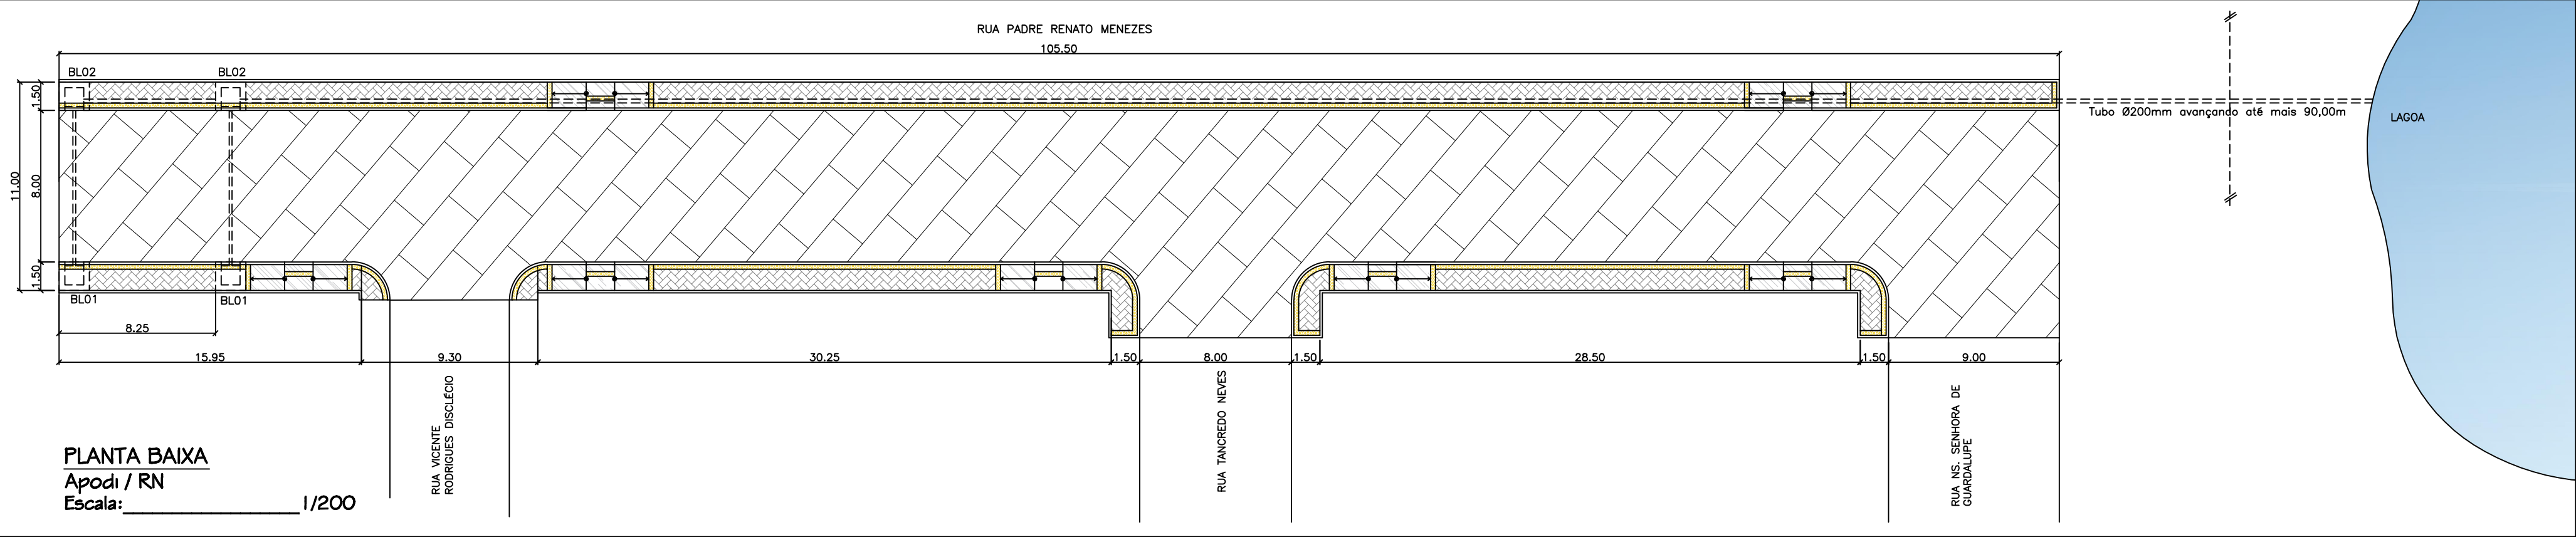 RUA PADRE RENATO MENEZES
105.50
BL02
BL02
1.50
11.00
8.00
1.50
Tubo Ø200mm avançando até mais 90,00m
LAGOA
BL01
BL01
8.25
15.95
9.30
30.25
1.50
8.00
1.50
28.50
1.50
9.00
RUA VICENTE
RODRIGUES DISCLÉCIO
RUA TANCREDO NEVES
RUA NS. SENHORA DE
GUARDALUPE
PLANTA BAIXA
Apodi / RN
Escala:____________________1/200